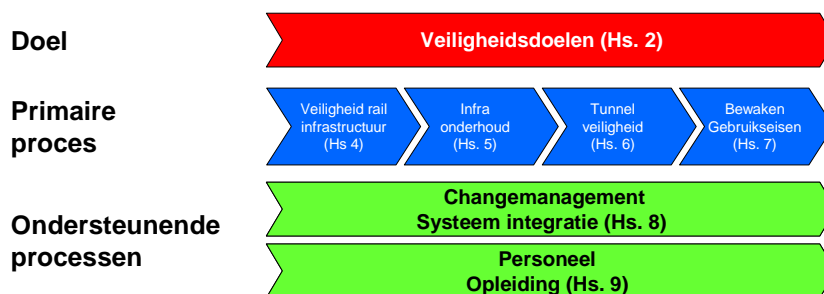 Doel
Veiligheidsdoelen (Hs. 2)
Primaire
proces
Veiligheid rail
infrastructuur
(Hs 4)
Infra
onderhoud
(Hs. 5)
Tunnel
veiligheid
(Hs. 6)
Bewaken
Gebruikseisen
(Hs. 7)
Ondersteunende
processen
Changemanagement
Systeem integratie (Hs. 8)
Personeel
Opleiding (Hs. 9)